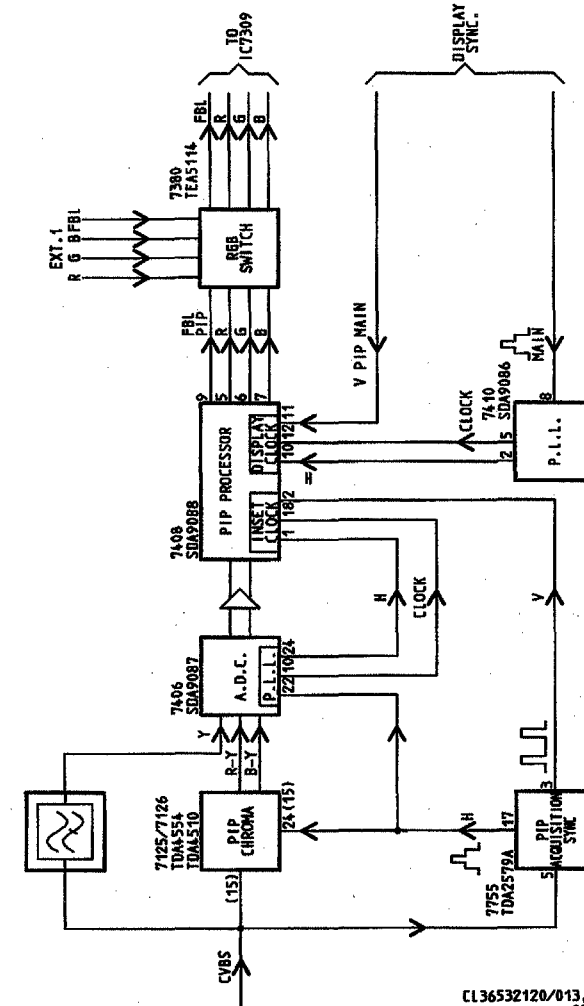 CVBS
7125/7126
TDA4554
TDA4510
(15)
PIP
CHROMA
24(15)
Y
R-Y
B-Y
7406
SDA9087
A.D.C.
P.L.L.
22 10 24
7408
SDA9088
PIP PROCESSOR
INSET
CLOCK
DISPLAY
CLOCK
1 18 2
10 12 11
9
5
6
7
FBL
PIP
R
G
B
EXT.1
R G B FBL
7380
TEA5114
RGB
SWITCH
FBL
R
G
B
TO
IC7309
7755
TDA2579A
PIP
ACQUISITION
SYNC
5
17
3
H
H
CLOCK
V
H
CLOCK
V PIP MAIN
7410
SDA9086
P.L.L.
2 5
8
MAIN
DISPLAY
SYNC.
CL36532120/013